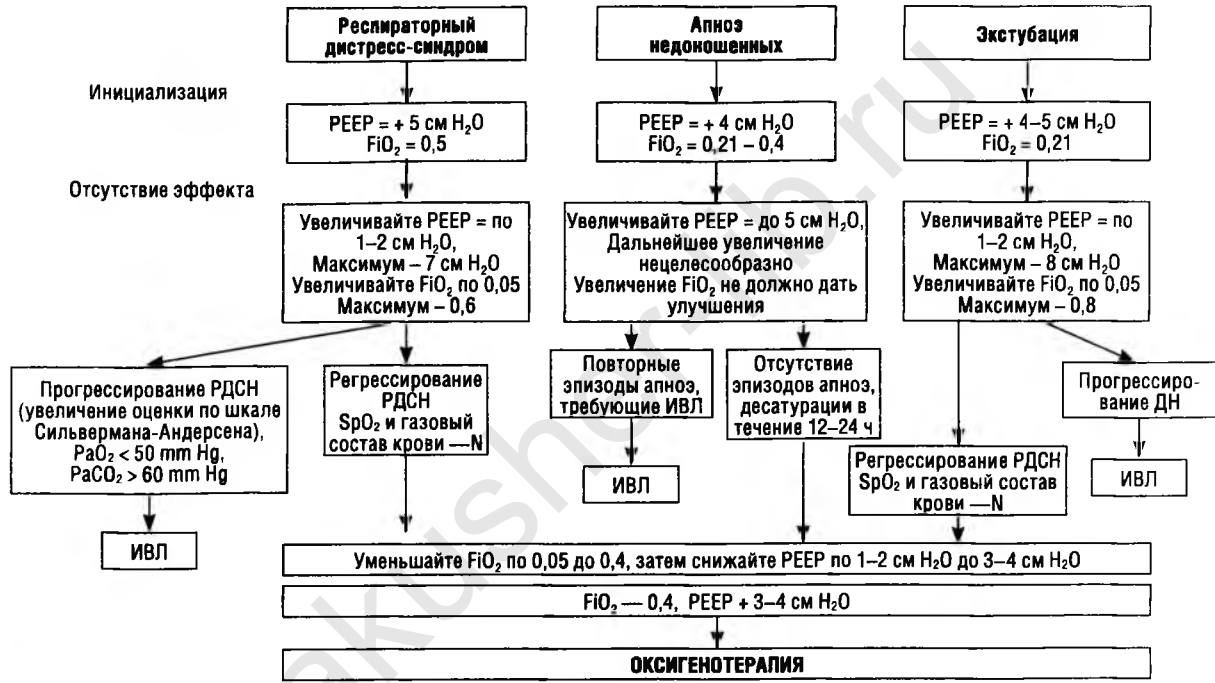 Респираторный
дистресс-синдром
Апноэ
недоношенных
Экстубация
Инициализация
PEEP = + 5 см H₂O
FiO₂ = 0,5
PEEP = + 4 см H₂O
FiO₂ = 0,21 – 0,4
PEEP = + 4–5 см H₂O
FiO₂ = 0,21
Отсутствие эффекта
Увеличивайте PEEP = по
1–2 см H₂O,
Максимум – 7 см H₂O
Увеличивайте FiO₂ по 0,05
Максимум – 0,6
Увеличивайте PEEP = до 5 см H₂O,
Дальнейшее увеличение
нецелесообразно
Увеличение FiO₂ не должно дать
улучшения
Увеличивайте PEEP = по
1–2 см H₂O,
Максимум – 8 см H₂O
Увеличивайте FiO₂ по 0,05
Максимум – 0,8
Прогрессирование РДСН
(увеличение оценки по шкале
Сильвермана-Андерсена),
PaO₂ < 50 mm Hg,
PaCO₂ > 60 mm Hg
Регрессирование
РДСН
SpO₂ и газовый
состав крови —N
Повторные
эпизоды апноэ,
требующие ИВЛ
Отсутствие
эпизодов апноэ,
десатурации в
течение 12–24 ч
Прогрессиро-
вание ДН
Регрессирование РДСН
SpO₂ и газовый состав
крови —N
ИВЛ
ИВЛ
ИВЛ
Уменьшайте FiO₂ по 0,05 до 0,4, затем снижайте PEEP по 1–2 см H₂O до 3–4 см H₂O
FiO₂ — 0,4, PEEP + 3–4 см H₂O
ОКСИГЕНОТЕРАПИЯ
akusher-lib.ru